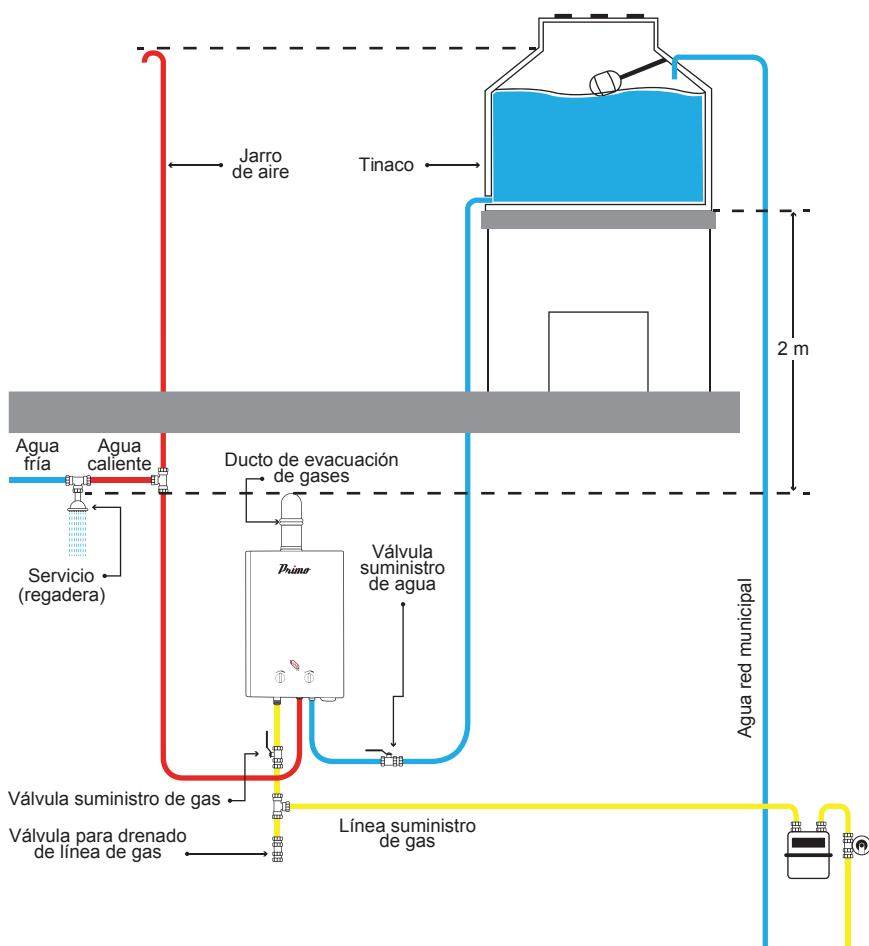 Jarro
de aire
Tinaco
2 m
Agua
fría
Agua
caliente
Ducto de evacuación
de gases
Primo
Válvula
suministro
de agua
Servicio
(regadera)
Agua red municipal
Válvula suministro de gas
Línea suministro
de gas
Válvula para drenado
de línea de gas